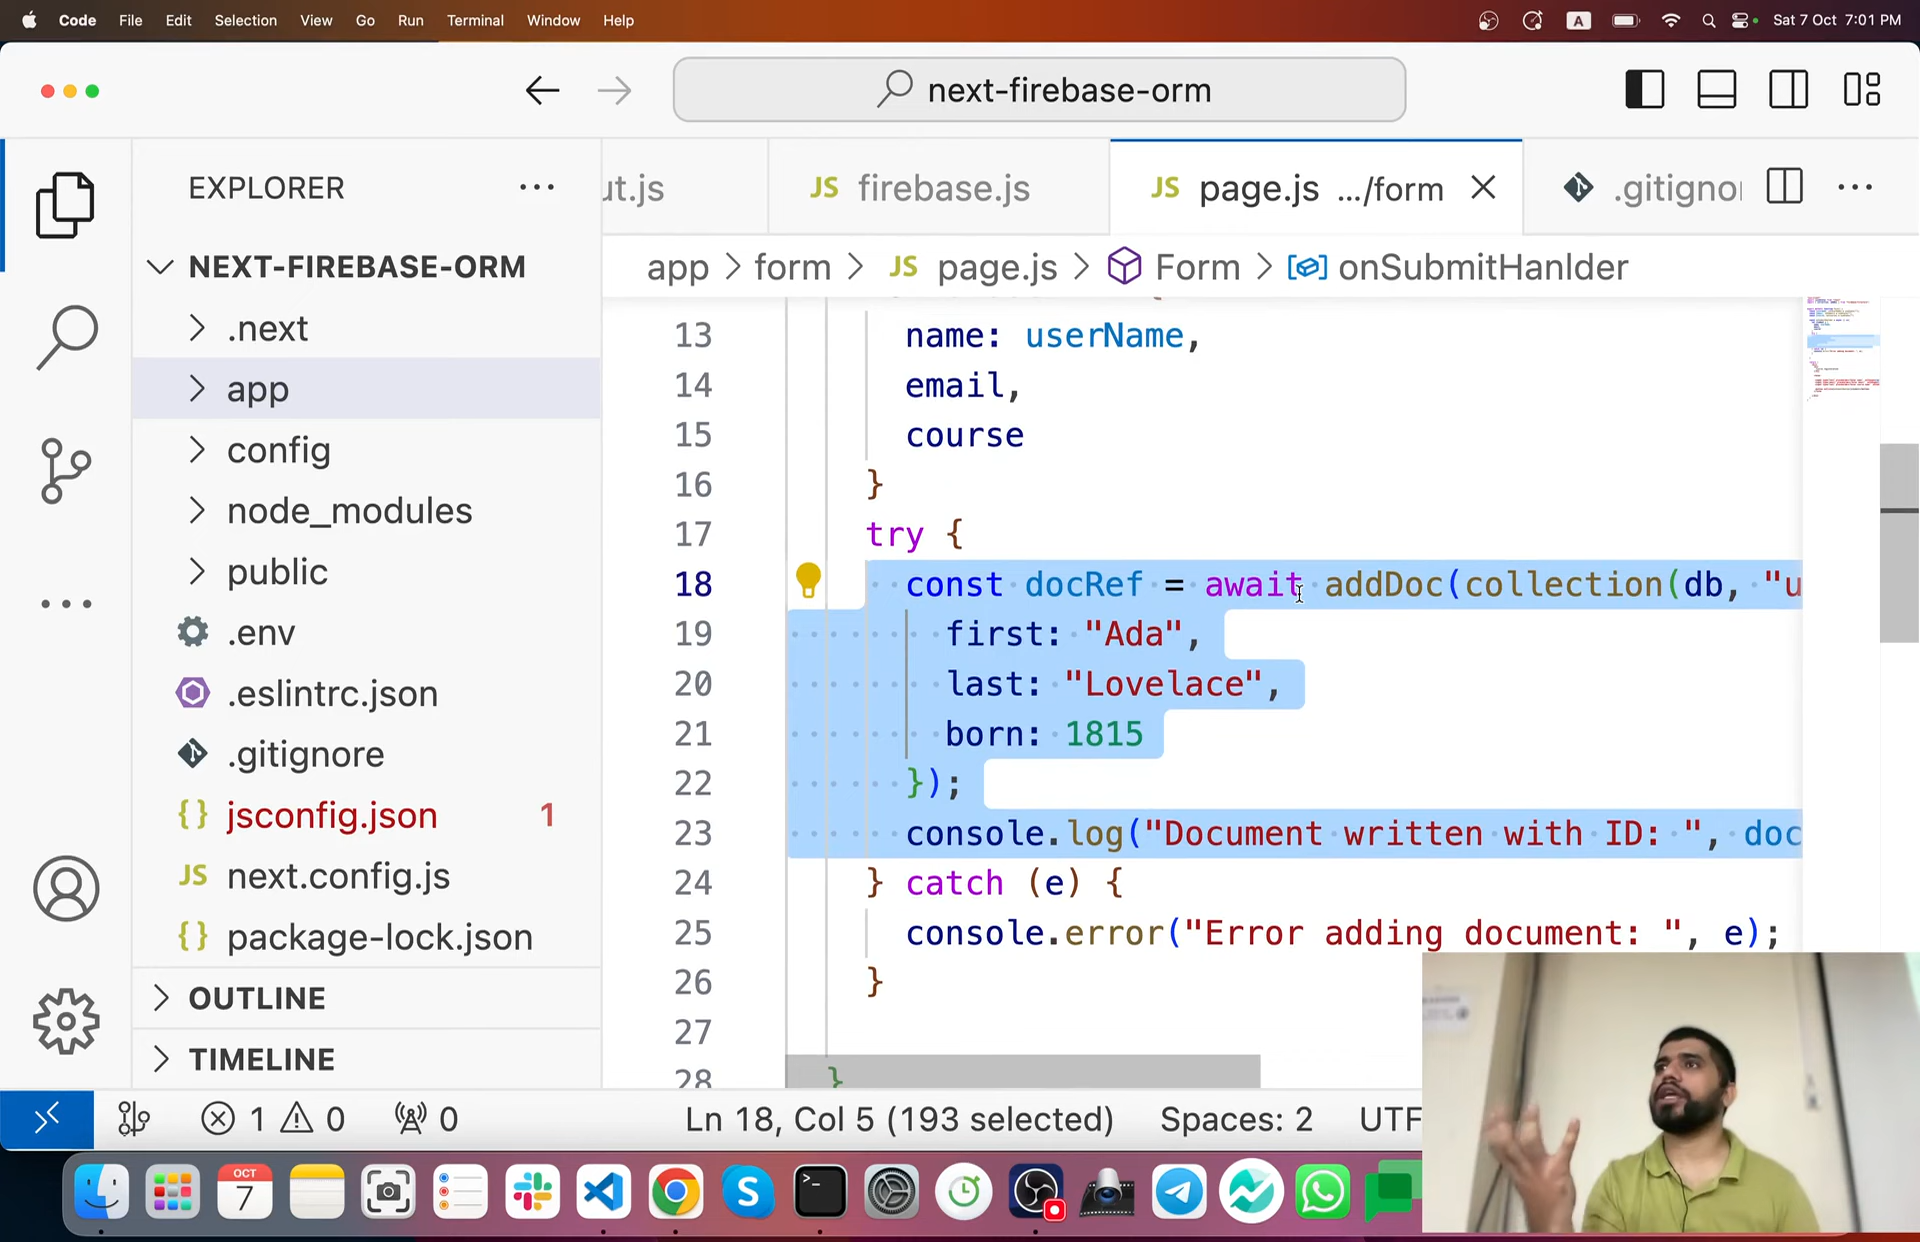 Code File Edit Selection View Go Run Terminal Window Help
A
Sat 7 Oct 7:01 PM
next-firebase-orm
EXPLORER
NEXT-FIREBASE-ORM
.next
app
config
node_modules
public
.env
.eslintrc.json
.gitignore
{} jsconfig.json 1
JS next.config.js
{} package-lock.json
OUTLINE
TIMELINE
ut.js
JS firebase.js
JS page.js .../form
.gitigno
app > form > JS page.js > Form > onSubmitHanlder
13 name: userName,
14 email,
15 course
16 }
17 try {
18 const docRef = await addDoc(collection(db, "u
19 first: "Ada",
20 last: "Lovelace",
21 born: 1815
22 });
23 console.log("Document written with ID: ", doc
24 } catch (e) {
25 console.error("Error adding document: ", e);
26 }
27
28 }
1 0 0
Ln 18, Col 5 (193 selected) Spaces: 2 UTF
OCT
7
S